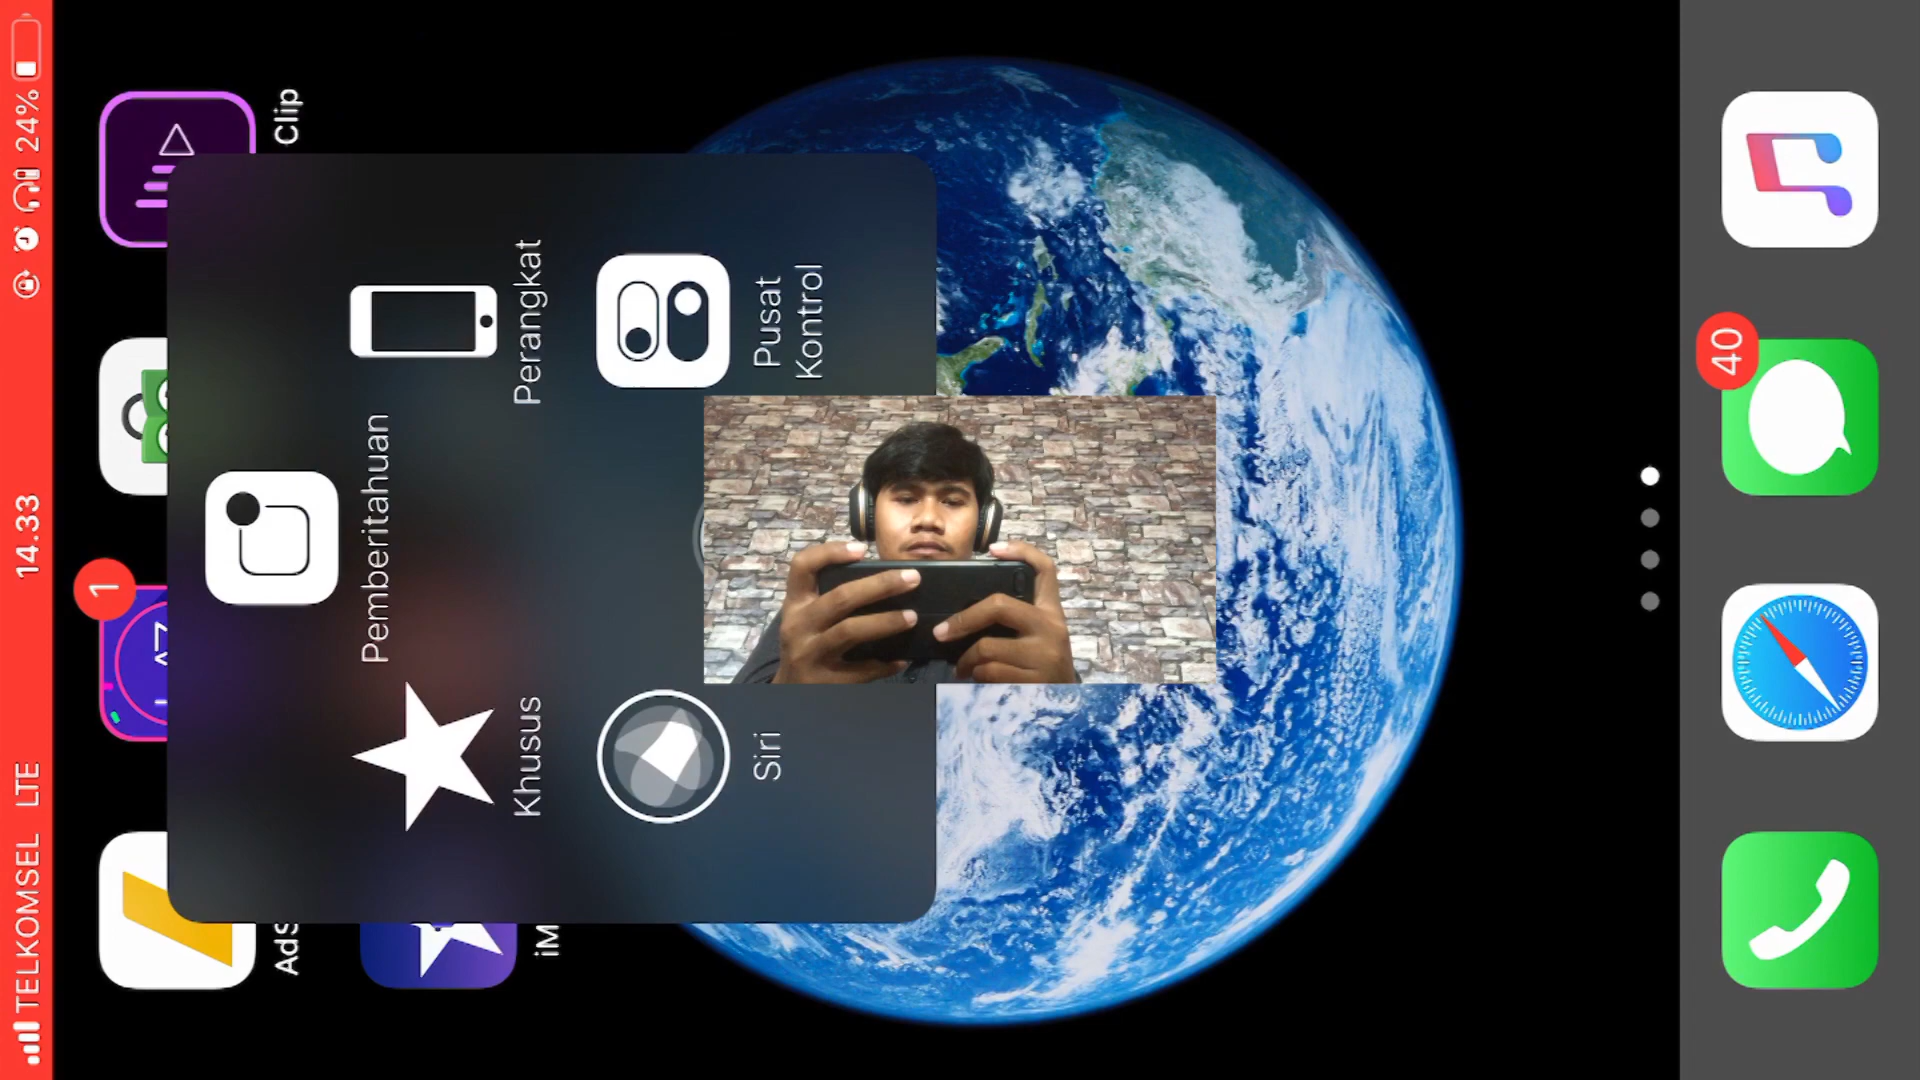 TELKOMSEL LTE
14.33
24%
AdS
1
Clip
iM
Pemberitahuan
Khusus
Perangkat
Siri
Pusat
Kontrol
40